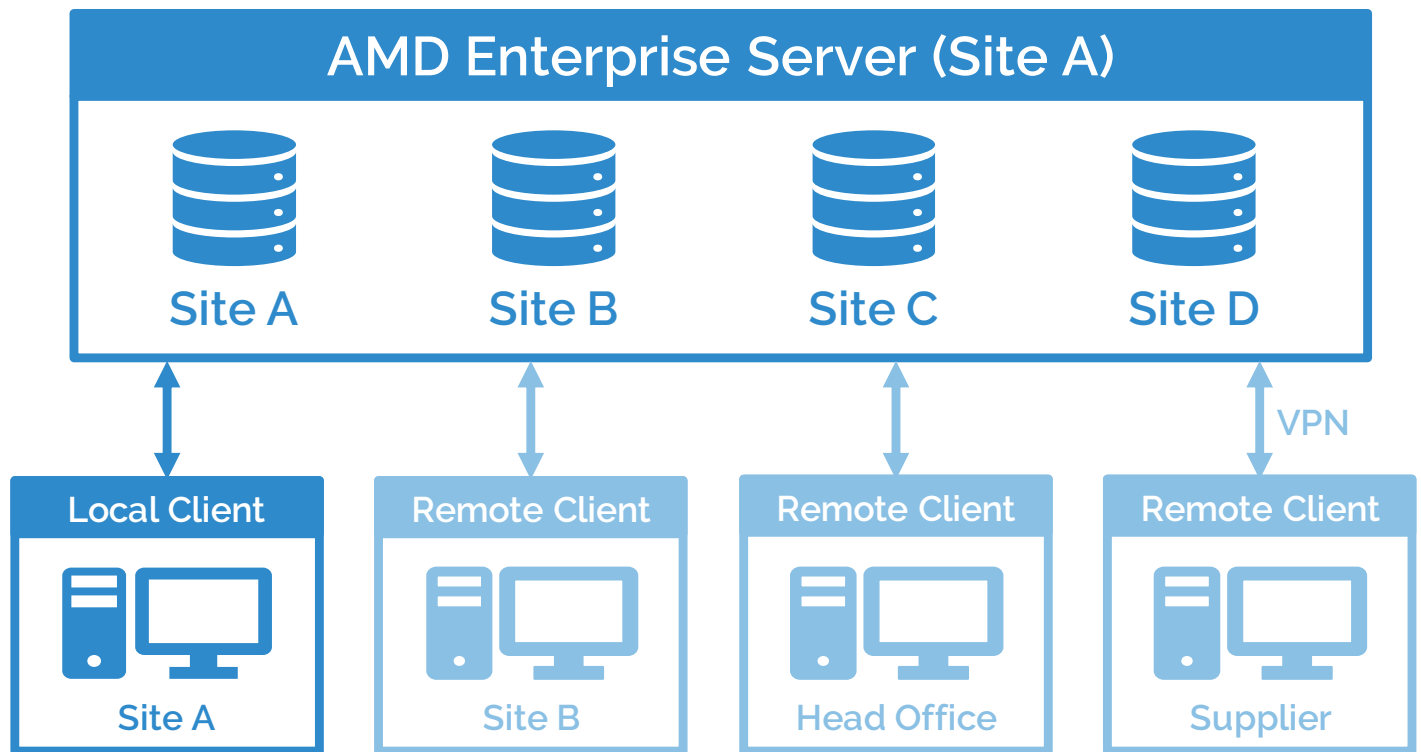 AMD Enterprise Server (Site A)
Site A
Site B
Site C
Site D
VPN
Local Client
Remote Client
Remote Client
Remote Client
Site A
Site B
Head Office
Supplier